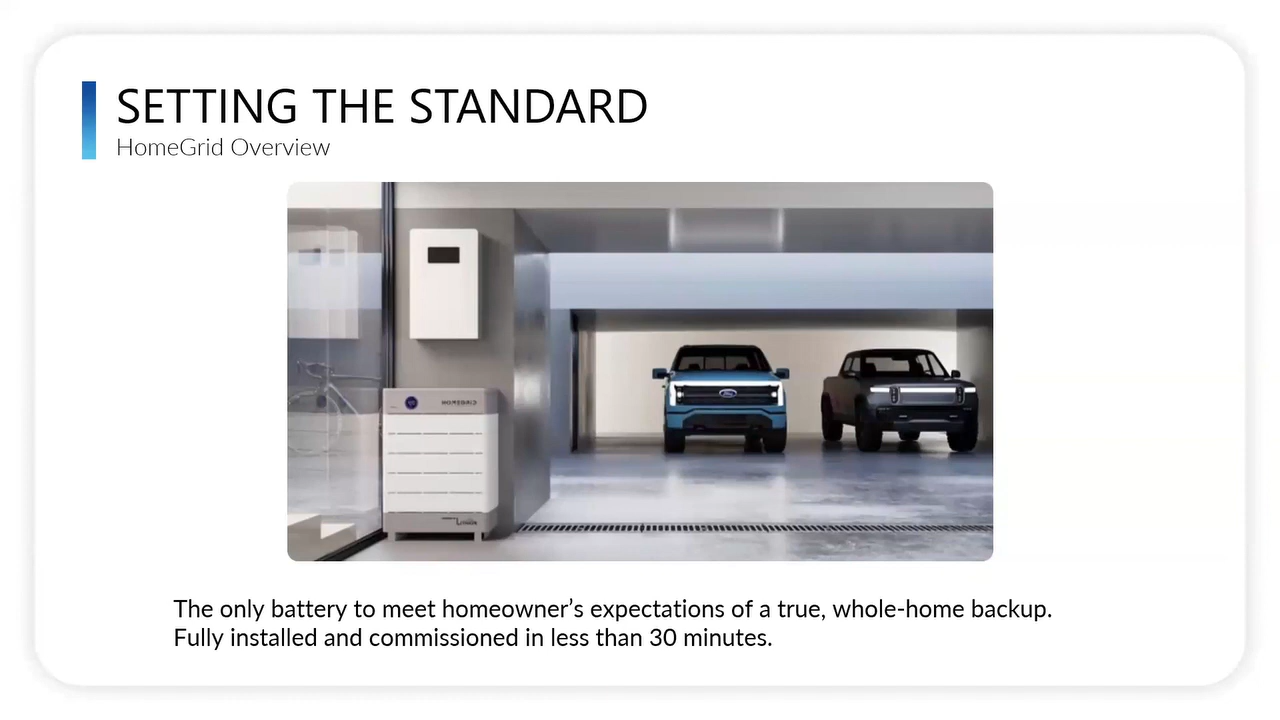 SETTING THE STANDARD
HomeGrid Overview
HOMEGRID
The only battery to meet homeowner’s expectations of a true, whole-home backup.
Fully installed and commissioned in less than 30 minutes.